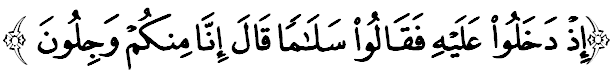 ﴿إِذْ دَخَلُوا۟ عَلَيْهِ فَقَالُوا۟ سَلَـٰمًا قَالَ إِنَّا مِنكُمْ وَجِلُونَ﴾